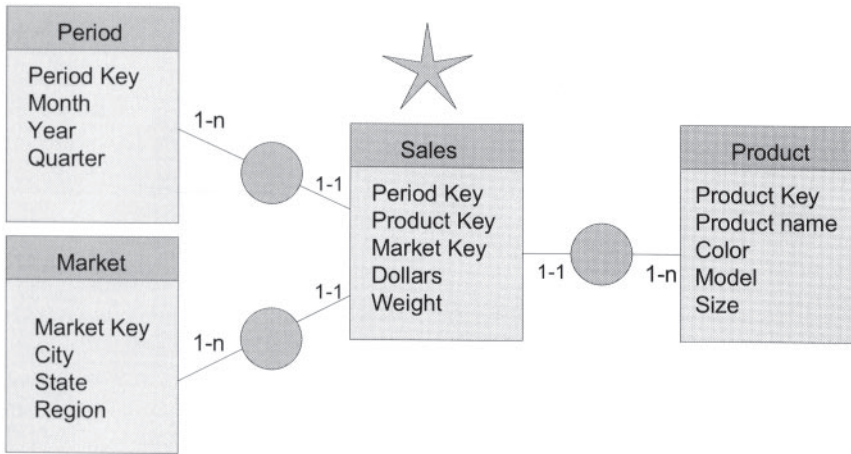 Period
Period Key
Month
Year
Quarter
1-n
1-1
Market
Market Key
City
State
Region
1-n
1-1
Sales
Period Key
Product Key
Market Key
Dollars
Weight
1-1
1-n
Product
Product Key
Product name
Color
Model
Size